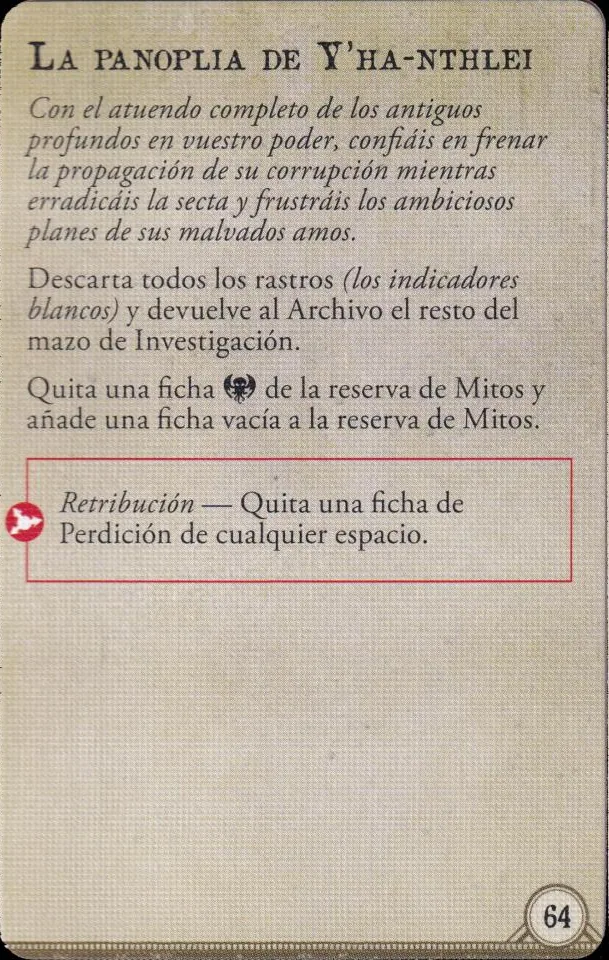 La panoplia de Y'ha-nthlei
Con el atuendo completo de los antiguos
profundos en vuestro poder, confiáis en frenar
la propagación de su corrupción mientras
erradicáis la secta y frustráis los ambiciosos
planes de sus malvados amos.
Descarta todos los rastros (los indicadores
blancos) y devuelve al Archivo el resto del
mazo de Investigación.
Quita una ficha de la reserva de Mitos y
añade una ficha vacía a la reserva de Mitos.
Retribución — Quita una ficha de
Perdición de cualquier espacio.
64